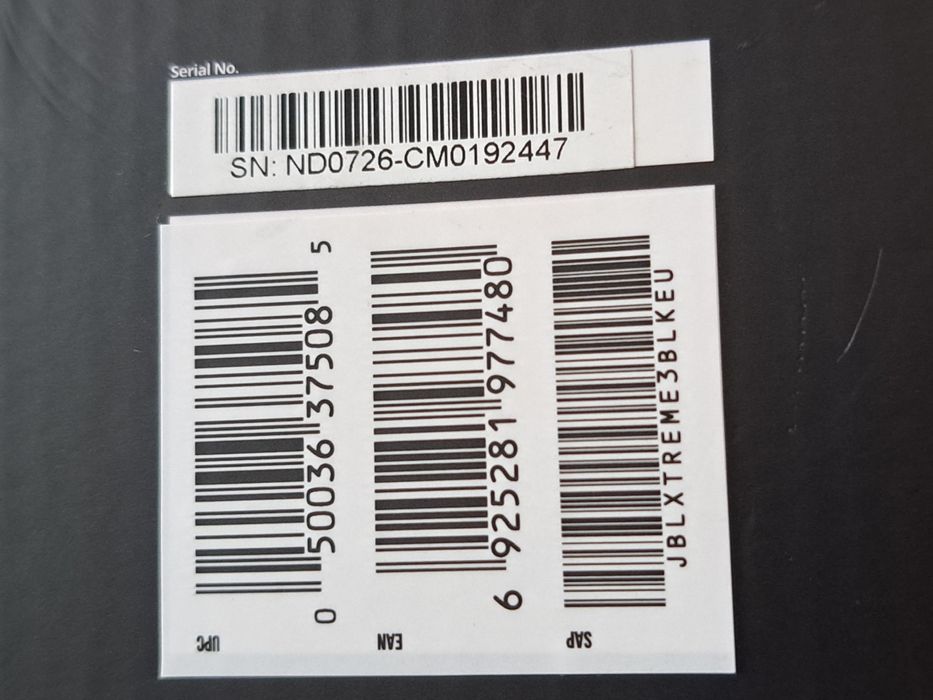 Serial No.
SN: ND0726-CM0192447
UPC
0 50036 37508 5
EAN
6 925281 977480
SAP
JBLXTREME3BLKEU